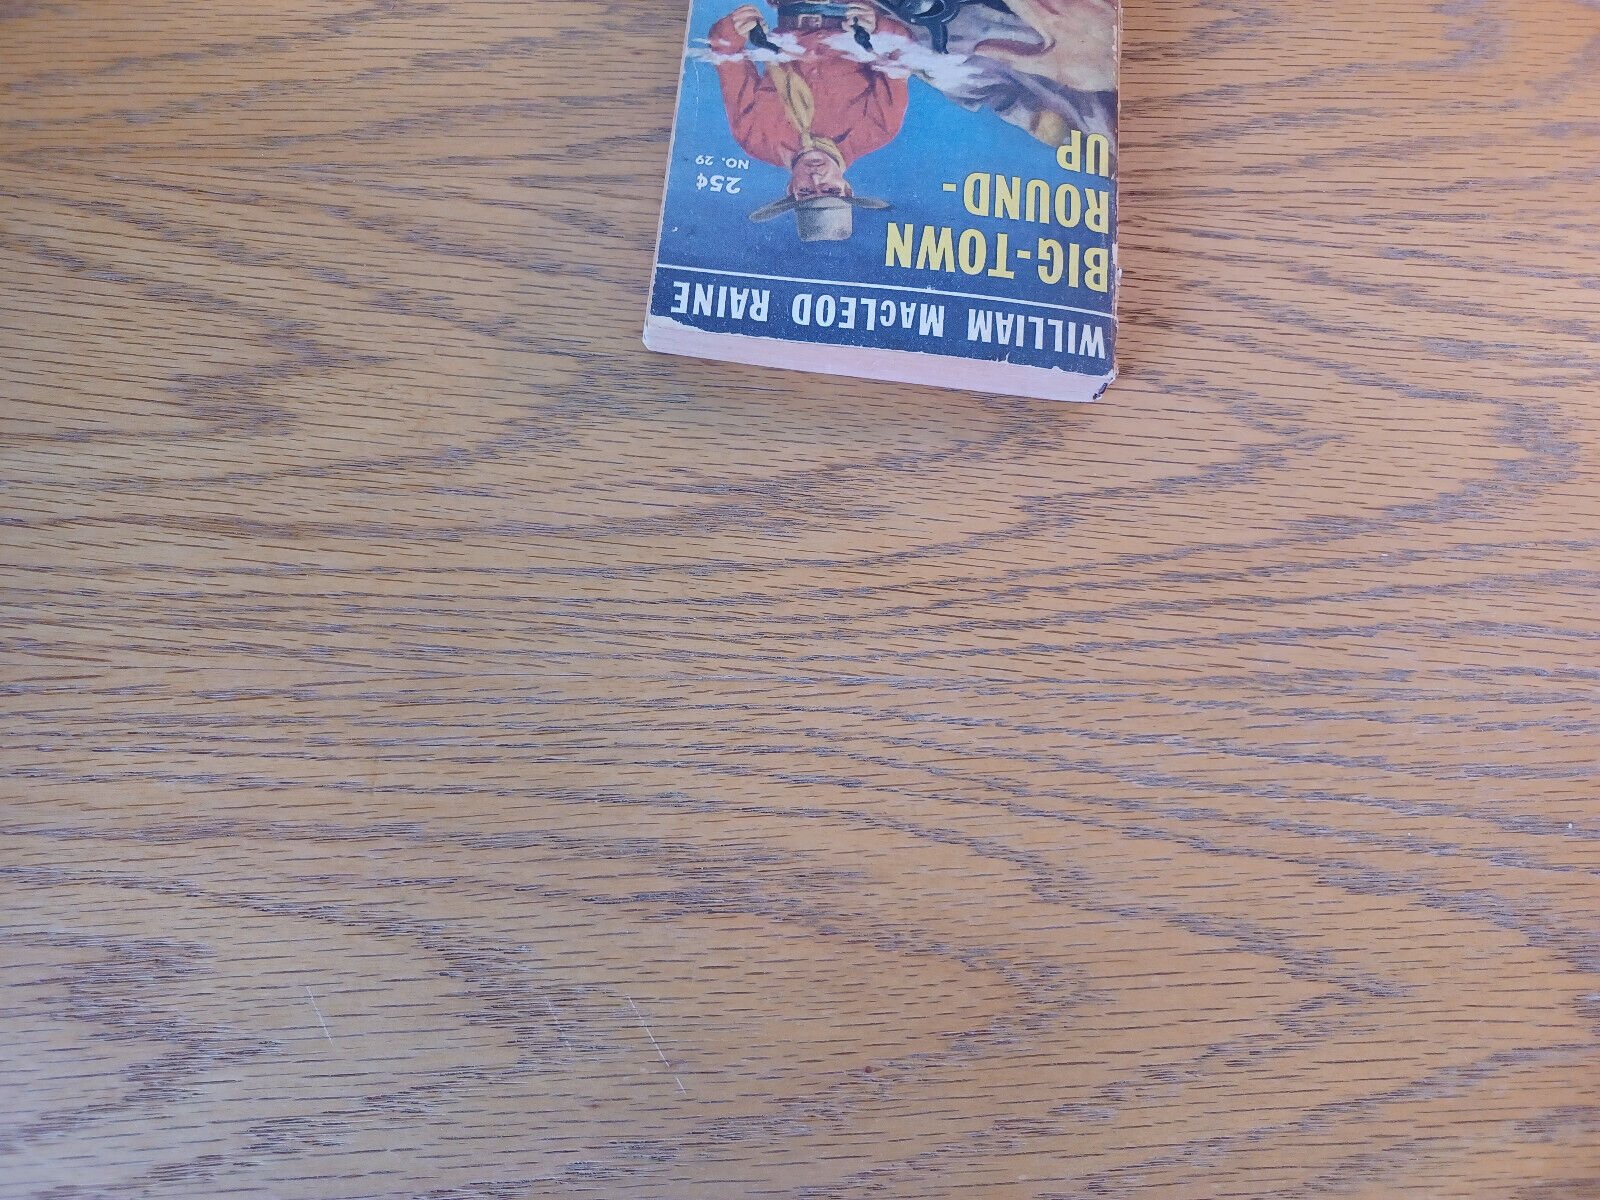 WILLIAM MACLEOD RAINE
BIG-TOWN
ROUND-
UP
25¢
NO. 29